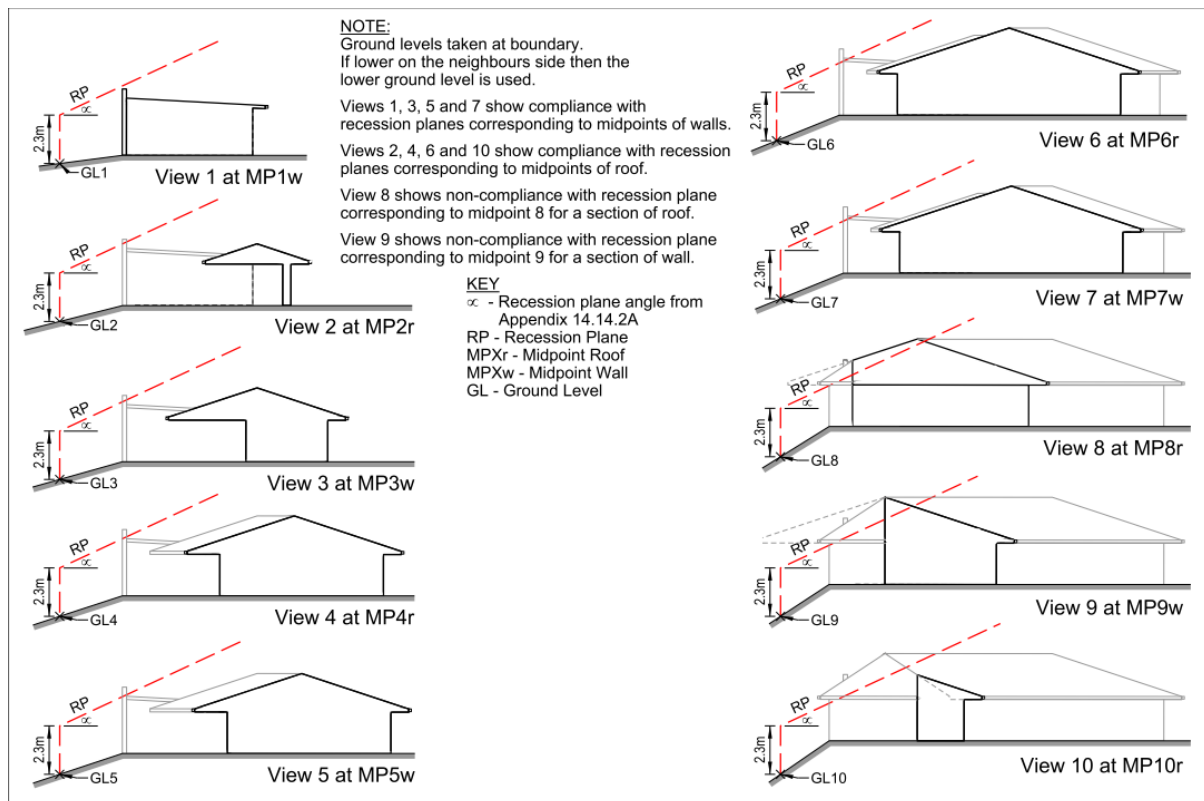 NOTE:
Ground levels taken at boundary.
If lower on the neighbours side then the
lower ground level is used.
Views 1, 3, 5 and 7 show compliance with
recession planes corresponding to midpoints of walls.
Views 2, 4, 6 and 10 show compliance with recession
planes corresponding to midpoints of roof.
View 8 shows non-compliance with recession plane
corresponding to midpoint 8 for a section of roof.
View 9 shows non-compliance with recession plane
corresponding to midpoint 9 for a section of wall.
KEY
∝ - Recession plane angle from
Appendix 14.14.2A
RP - Recession Plane
MPXr - Midpoint Roof
MPXw - Midpoint Wall
GL - Ground Level
RP
∝
2.3m
GL1
View 1 at MP1w
RP
∝
2.3m
GL2
View 2 at MP2r
RP
∝
2.3m
GL3
View 3 at MP3w
RP
∝
2.3m
GL4
View 4 at MP4r
RP
∝
2.3m
GL5
View 5 at MP5w
RP
∝
2.3m
GL6
View 6 at MP6r
RP
∝
2.3m
GL7
View 7 at MP7w
RP
∝
2.3m
GL8
View 8 at MP8r
RP
∝
2.3m
GL9
View 9 at MP9w
RP
∝
2.3m
GL10
View 10 at MP10r